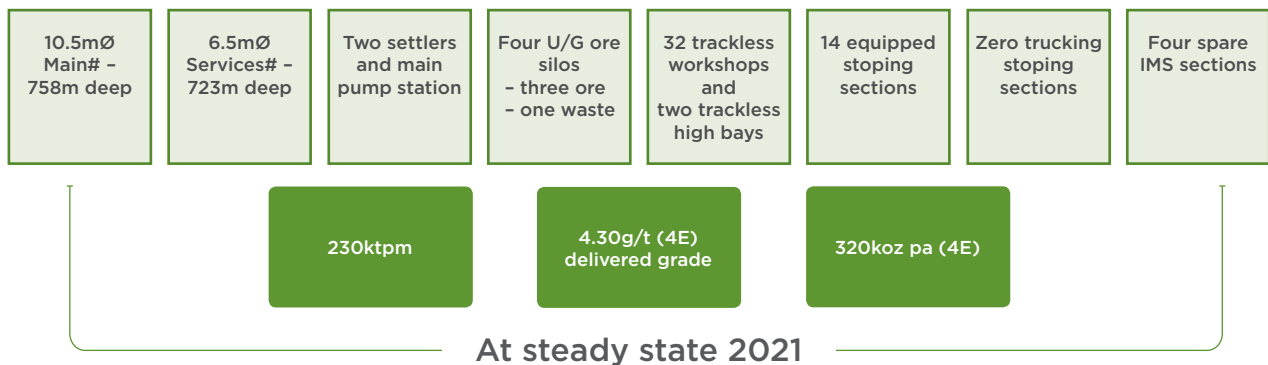 10.5mØ
Main# –
758m deep
6.5mØ
Services# –
723m deep
Two settlers
and main
pump station
Four U/G ore
silos
– three ore
– one waste
32 trackless
workshops
and
two trackless
high bays
14 equipped
stoping
sections
Zero trucking
stoping
sections
Four spare
IMS sections
230ktpm
4.30g/t (4E)
delivered grade
320koz pa (4E)
At steady state 2021